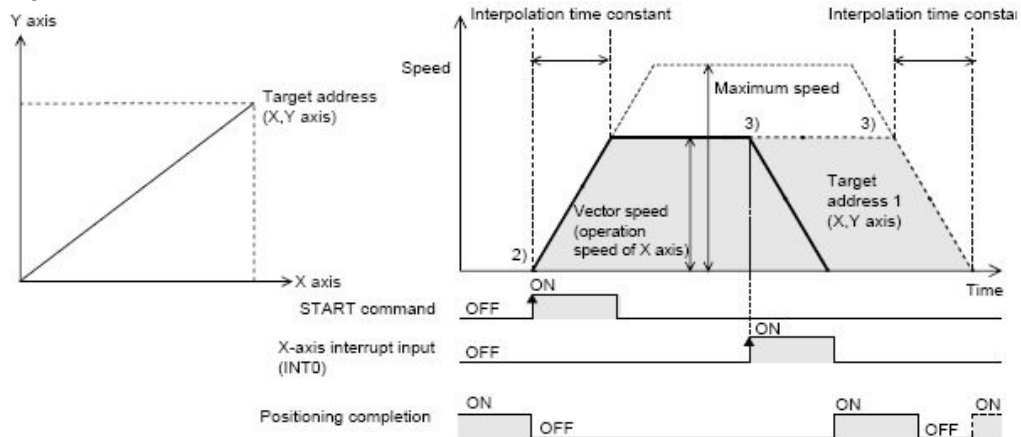 Y axis
Target address
(X,Y axis)
X axis
Interpolation time constant
Interpolation time consta
Speed
Maximum speed
3)
3)
Vector speed
(operation
speed of X axis)
Target
address 1
(X,Y axis)
2)
Time
START command
OFF
ON
X-axis interrupt input
(INT0)
OFF
ON
Positioning completion
ON
OFF
ON
OFF
ON